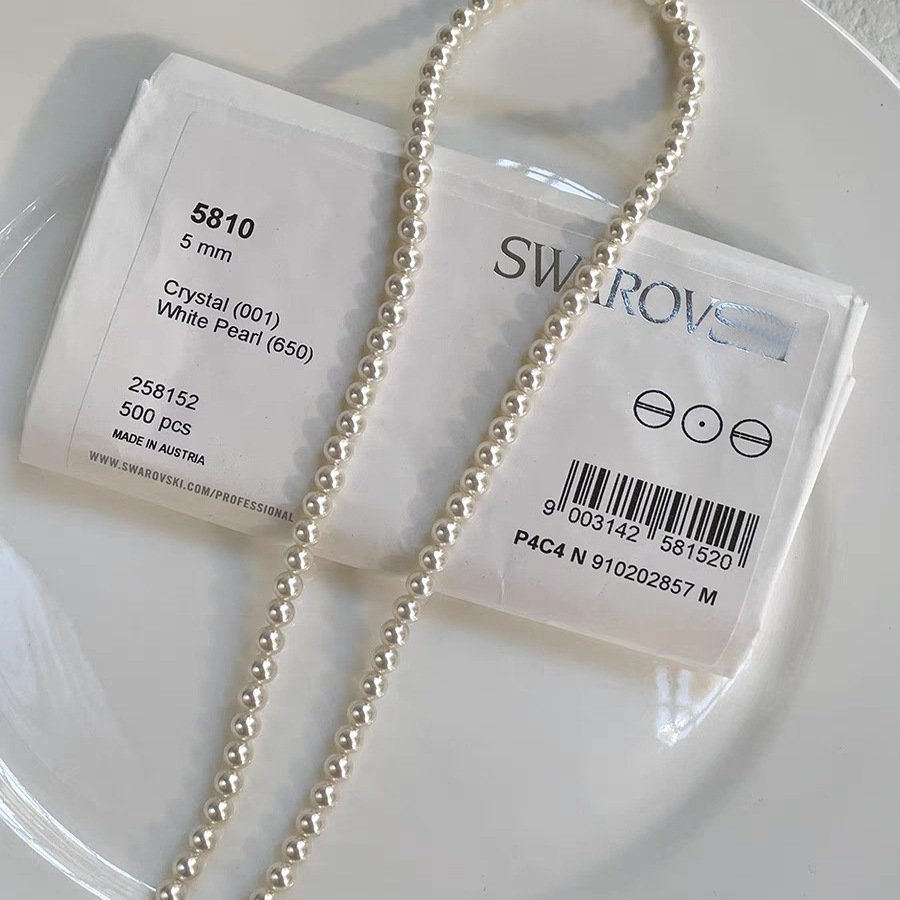 5810
5 mm
Crystal (001)
White Pearl (650)
258152
500 pcs
MADE IN AUSTRIA
WWW.SWAROVSKI.COM/PROFESSIONAL
SWAROVSKI
9 003142 581520
P4C4 N 910202857 M